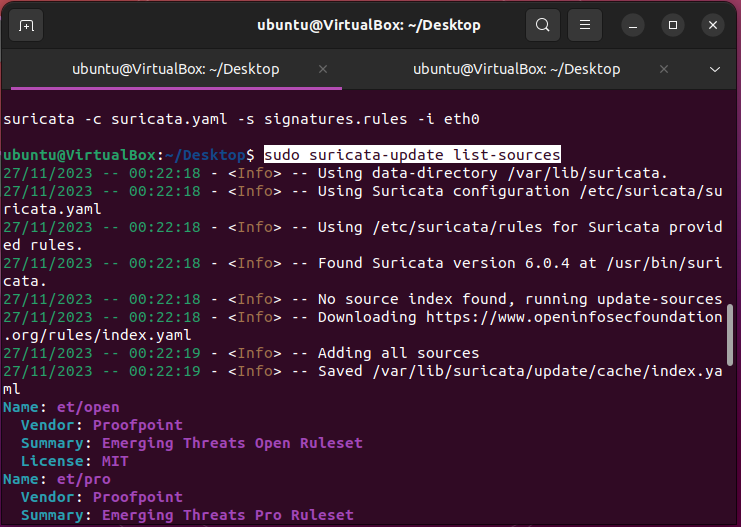 ubuntu@VirtualBox: ~/Desktop
ubuntu@VirtualBox: ~/Desktop
ubuntu@VirtualBox: ~/Desktop
suricata -c suricata.yaml -s signatures.rules -i eth0
ubuntu@VirtualBox:~/Desktop$ sudo suricata-update list-sources
27/11/2023 -- 00:22:18 - <Info> -- Using data-directory /var/lib/suricata.
27/11/2023 -- 00:22:18 - <Info> -- Using Suricata configuration /etc/suricata/su
ricata.yaml
27/11/2023 -- 00:22:18 - <Info> -- Using /etc/suricata/rules for Suricata provid
ed rules.
27/11/2023 -- 00:22:18 - <Info> -- Found Suricata version 6.0.4 at /usr/bin/suri
cata.
27/11/2023 -- 00:22:18 - <Info> -- No source index found, running update-sources
27/11/2023 -- 00:22:18 - <Info> -- Downloading https://www.openinfosecfoundation
.org/rules/index.yaml
27/11/2023 -- 00:22:19 - <Info> -- Adding all sources
27/11/2023 -- 00:22:19 - <Info> -- Saved /var/lib/suricata/update/cache/index.ya
ml
Name: et/open
  Vendor: Proofpoint
  Summary: Emerging Threats Open Ruleset
  License: MIT
Name: et/pro
  Vendor: Proofpoint
  Summary: Emerging Threats Pro Ruleset